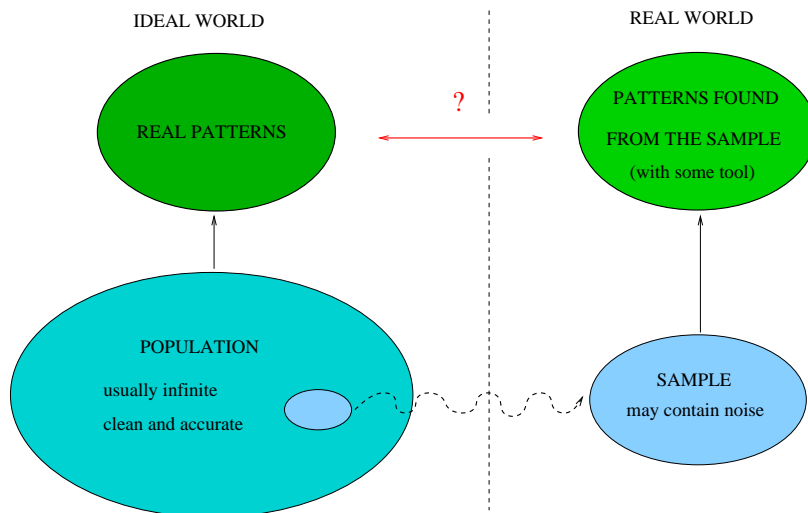 IDEAL WORLD
REAL WORLD
?
REAL PATTERNS
PATTERNS FOUND
FROM THE SAMPLE
(with some tool)
POPULATION
usually infinite
clean and accurate
SAMPLE
may contain noise